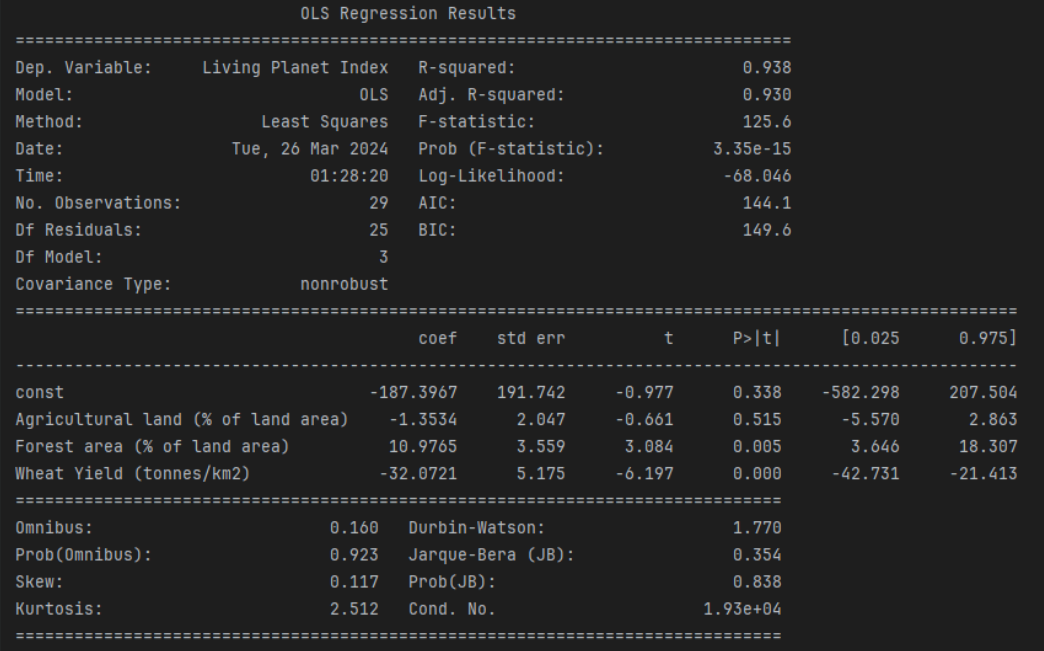 OLS Regression Results
==============================================================================
Dep. Variable: Living Planet Index R-squared: 0.938
Model: OLS Adj. R-squared: 0.930
Method: Least Squares F-statistic: 125.6
Date: Tue, 26 Mar 2024 Prob (F-statistic): 3.35e-15
Time: 01:28:20 Log-Likelihood: -68.046
No. Observations: 29 AIC: 144.1
Df Residuals: 25 BIC: 149.6
Df Model: 3
Covariance Type: nonrobust
=====================================================================================================
coef std err t P>|t| [0.025 0.975]
-----------------------------------------------------------------------------------------------------
const -187.3967 191.742 -0.977 0.338 -582.298 207.504
Agricultural land (% of land area) -1.3534 2.047 -0.661 0.515 -5.570 2.863
Forest area (% of land area) 10.9765 3.559 3.084 0.005 3.646 18.307
Wheat Yield (tonnes/km2) -32.0721 5.175 -6.197 0.000 -42.731 -21.413
==============================================================================
Omnibus: 0.160 Durbin-Watson: 1.770
Prob(Omnibus): 0.923 Jarque-Bera (JB): 0.354
Skew: 0.117 Prob(JB): 0.838
Kurtosis: 2.512 Cond. No. 1.93e+04
==============================================================================